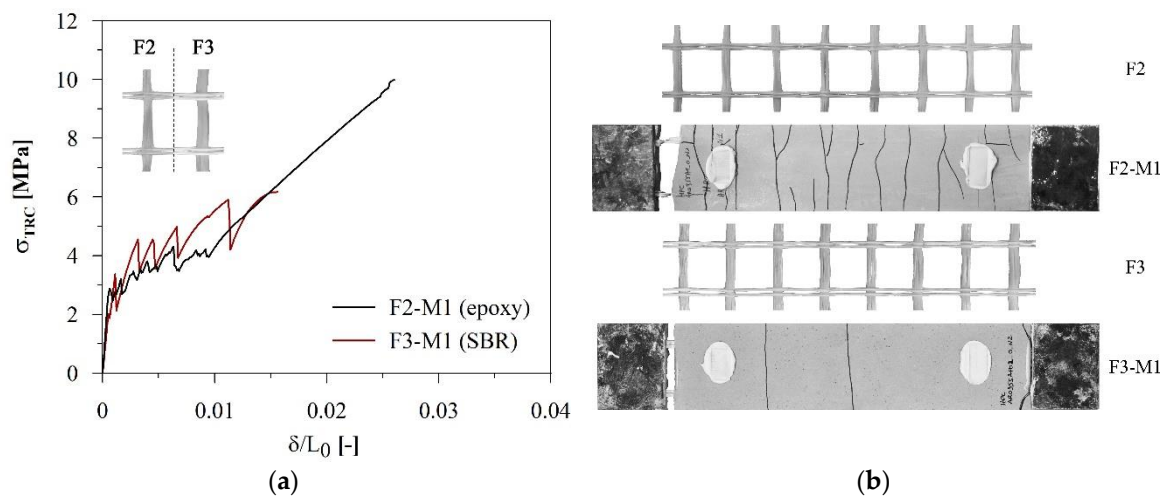 12
10
8
6
4
2
0
σTRC [MPa]
F2 F3
F2-M1 (epoxy)
F3-M1 (SBR)
0 0.01 0.02 0.03 0.04
δ/L0 [-]
(a)
F2
F2-M1
F3
F3-M1
(b)